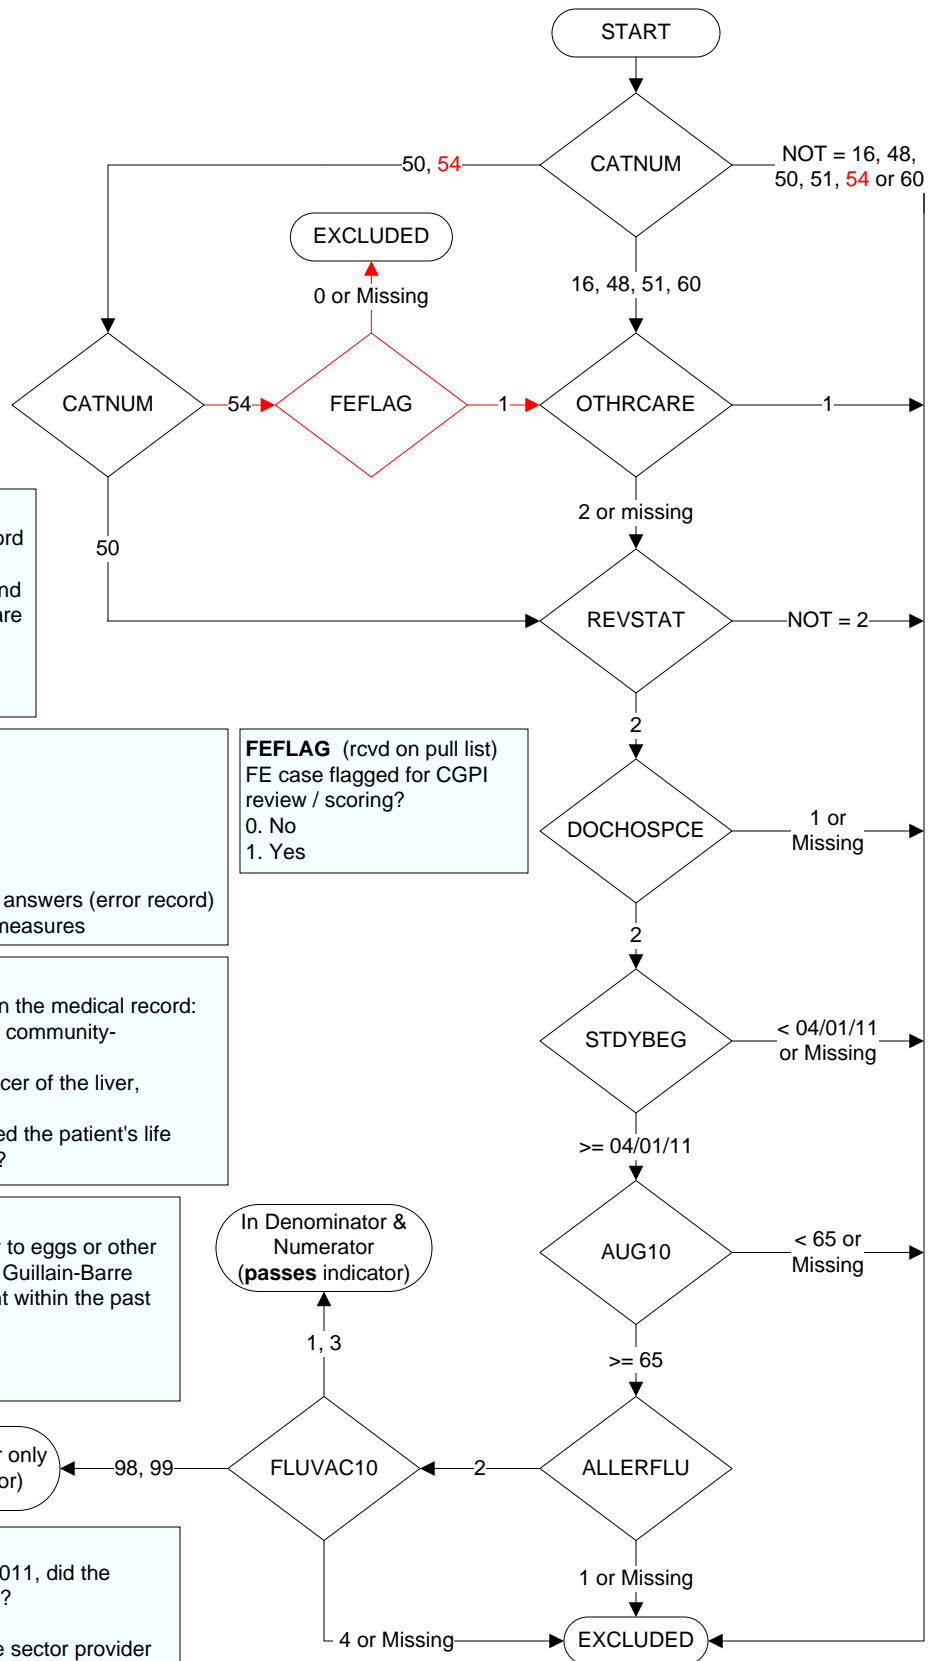 START
CATNUM
50, 54
NOT = 16, 48,
50, 51, 54 or 60
EXCLUDED
0 or Missing
16, 48, 51, 60
CATNUM
54
FEFLAG
1
OTHRCARE
1
2 or missing
50
REVSTAT
NOT = 2
2
FEFLAG (rcvd on pull list)
FE case flagged for CGPI
review / scoring?
0. No
1. Yes
DOCHOSPCE
1 or
Missing
answers (error record)
measures
2
n the medical record:
community-
cer of the liver,
ed the patient's life
?
STDYBEG
< 04/01/11
or Missing
>= 04/01/11
to eggs or other
Guillain-Barre
t within the past
In Denominator &
Numerator
(passes indicator)
AUG10
< 65 or
Missing
1, 3
>= 65
only
or)
98, 99
FLUVAC10
2
ALLERFLU
011, did the
?
e sector provider
1 or Missing
4 or Missing
EXCLUDED
ord
nd
are